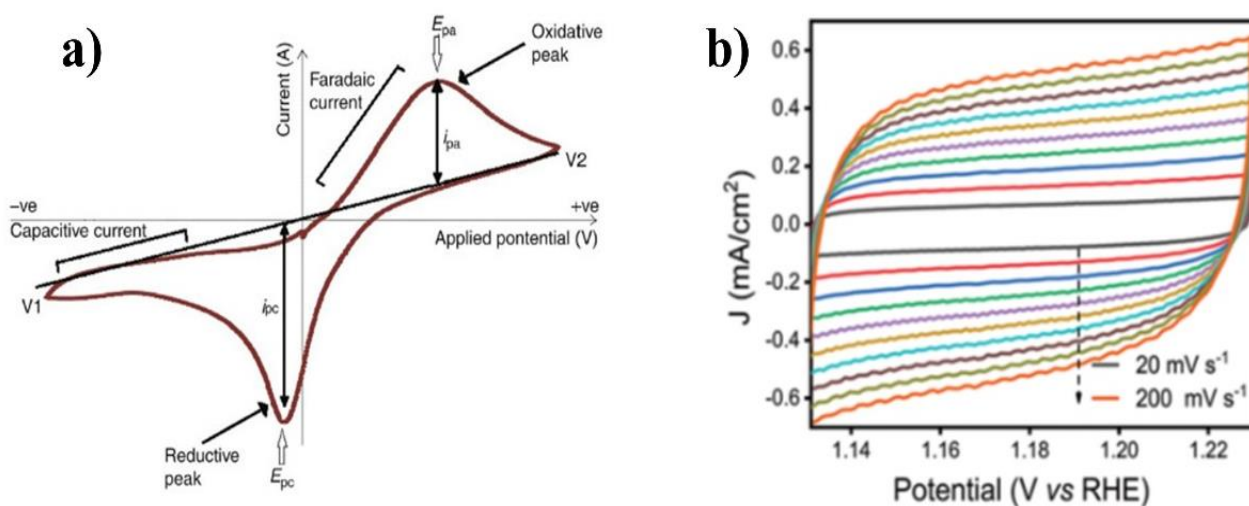 a)
E_pa
Oxidative
peak
Current (A)
Faradaic
current
i_pa
V2
–ve
+ve
Capacitive current
Applied pontential (V)
V1
i_pc
Reductive
peak
E_pc
b)
J (mA/cm²)
0.6
0.4
0.2
0.0
-0.2
-0.4
-0.6
20 mV s⁻¹
200 mV s⁻¹
1.14 1.16 1.18 1.20 1.22
Potential (V vs RHE)